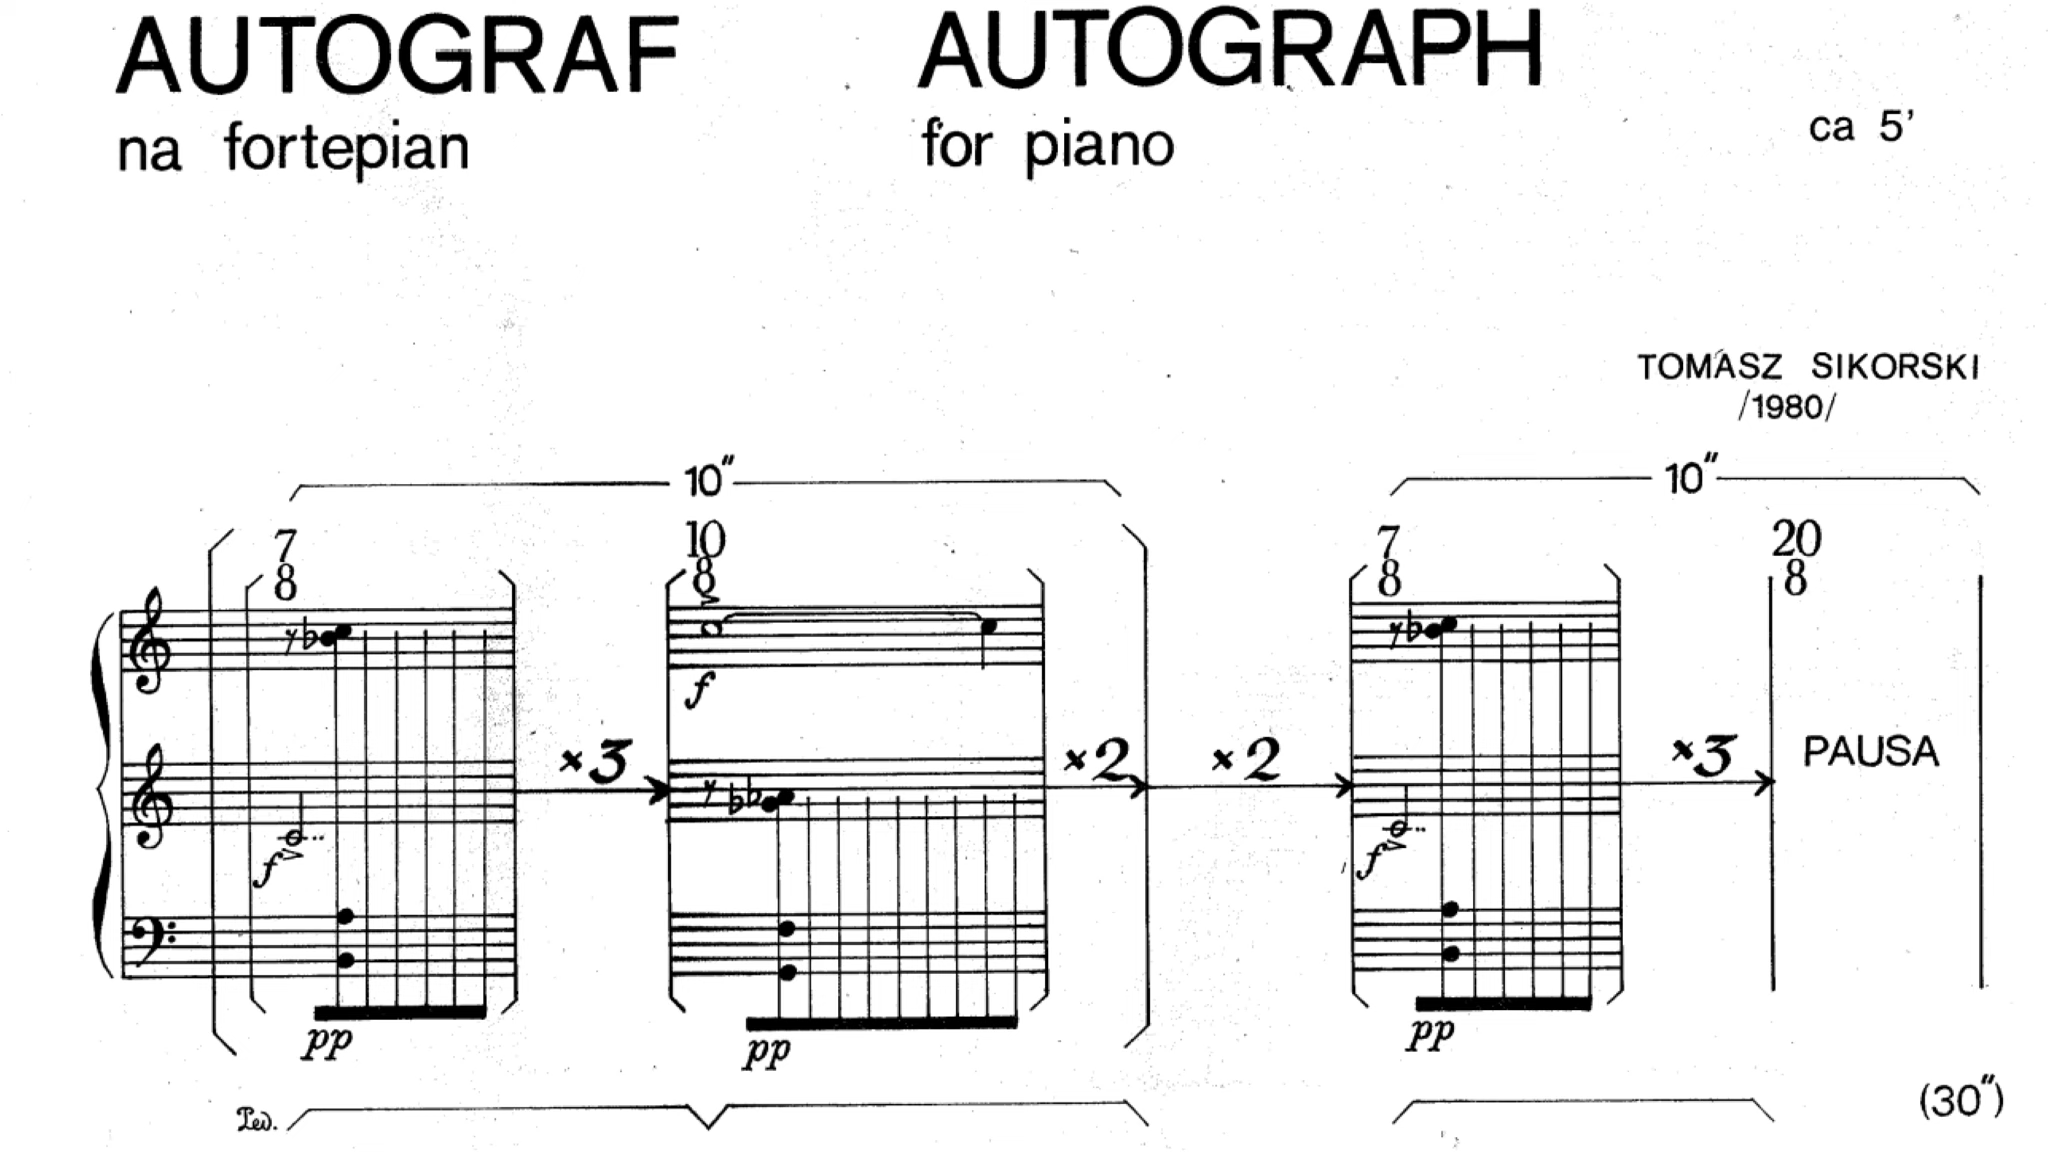 AUTOGRAF AUTOGRAPH
na fortepian for piano
ca 5'
TOMASZ SIKORSKI
/1980/
10" 10"
7 10 7 20
8 8 8 8
f
×3 ×2 ×2 ×3 PAUSA
f f
pp pp pp
Ped.
(30")